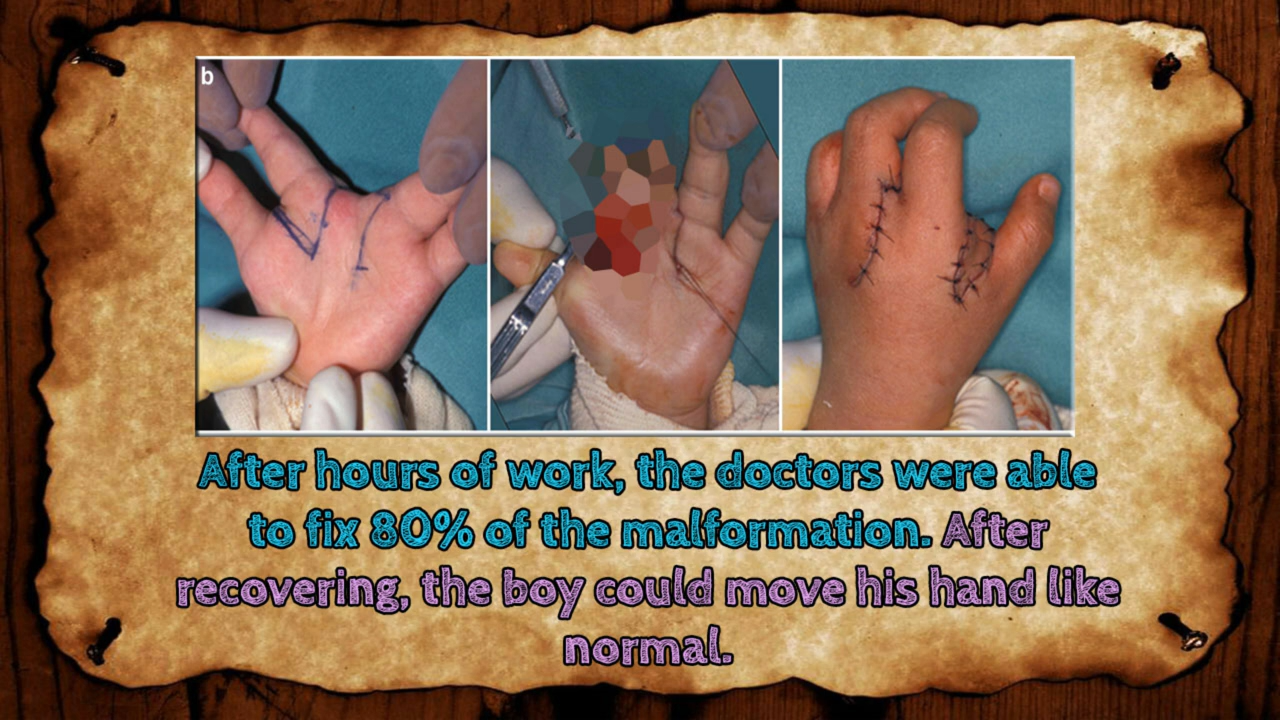 b
After hours of work, the doctors were able
to fix 80% of the malformation. After
recovering, the boy could move his hand like
normal.